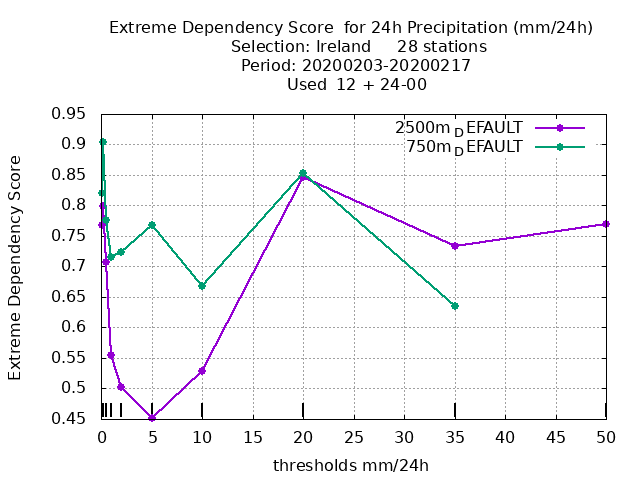 Extreme Dependency Score  for 24h Precipitation (mm/24h)
Selection: Ireland     28 stations
Period: 20200203-20200217
Used  12 + 24-00
2500m_DEFAULT
750m_DEFAULT
Extreme Dependency Score
0.95
0.9
0.85
0.8
0.75
0.7
0.65
0.6
0.55
0.5
0.45
0 5 10 15 20 25 30 35 40 45 50
thresholds mm/24h